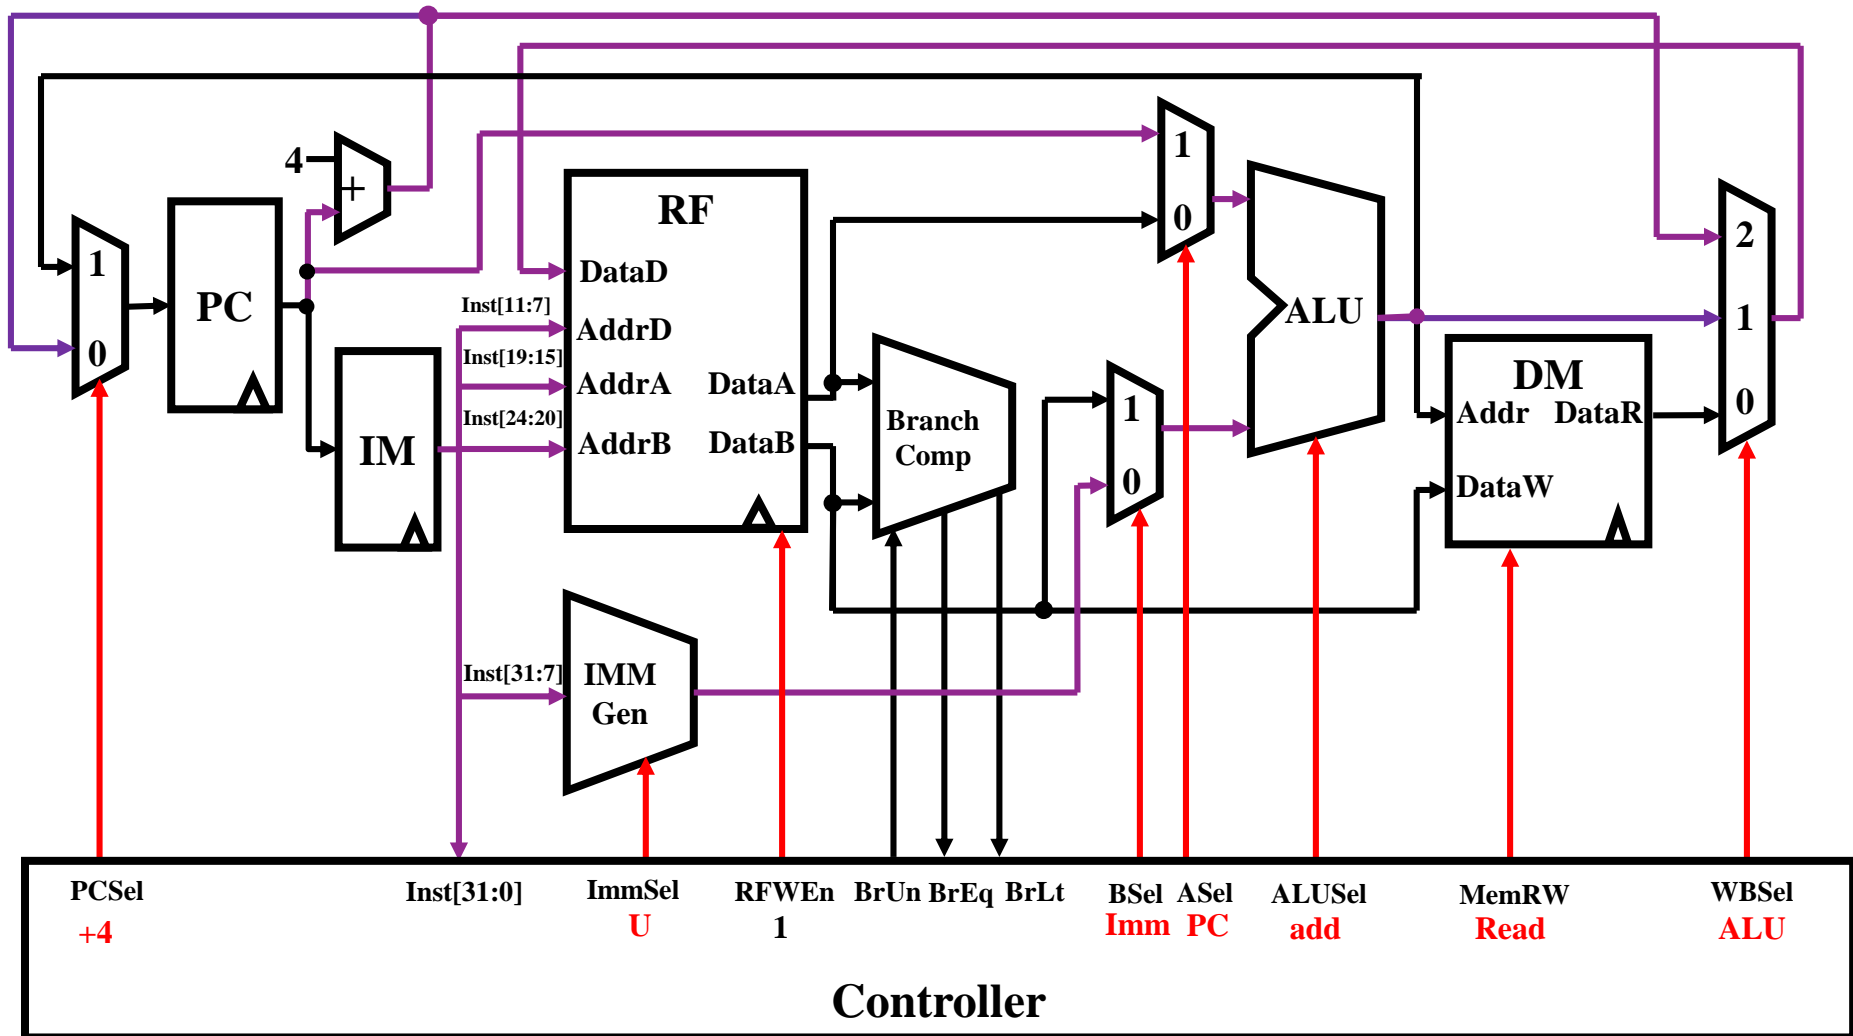 4
+
1
0
PC
IM
RF
DataD
Inst[11:7]
AddrD
Inst[19:15]
AddrA
DataA
Inst[24:20]
AddrB
DataB
Branch
Comp
1
0
1
0
ALU
DM
Addr DataR
DataW
2
1
0
Inst[31:7]
IMM
Gen
PCSel
+4
Inst[31:0]
ImmSel
U
RFWEn
1
BrUn BrEq BrLt
BSel
Imm
ASel
PC
ALUSel
add
MemRW
Read
WBSel
ALU
Controller